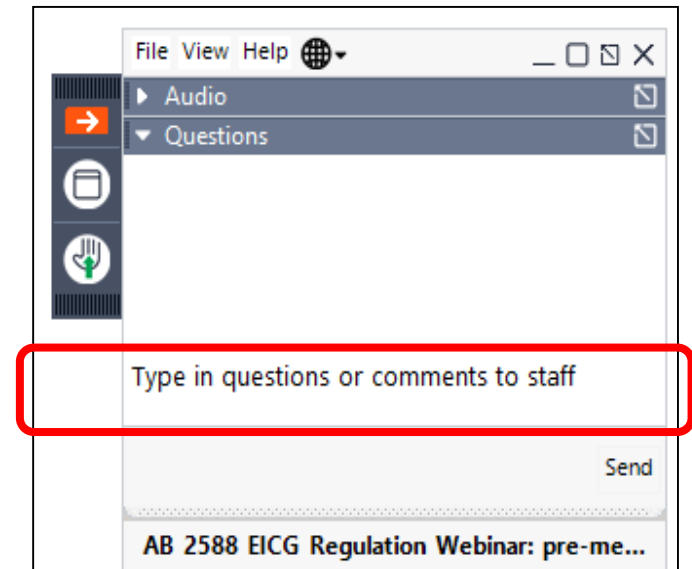 File View Help
Audio
Questions
Type in questions or comments to staff
Send
AB 2588 EICG Regulation Webinar: pre-me...